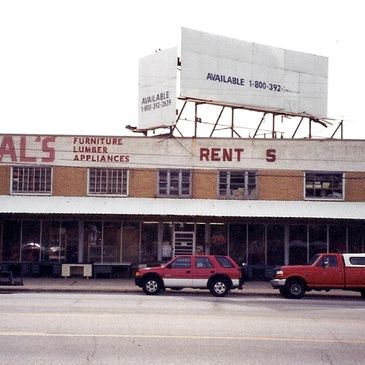 AVAILABLE 1-800-392-
AVAILABLE
1-800-392-2639
AL'S
FURNITURE
LUMBER
APPLIANCES
RENT S